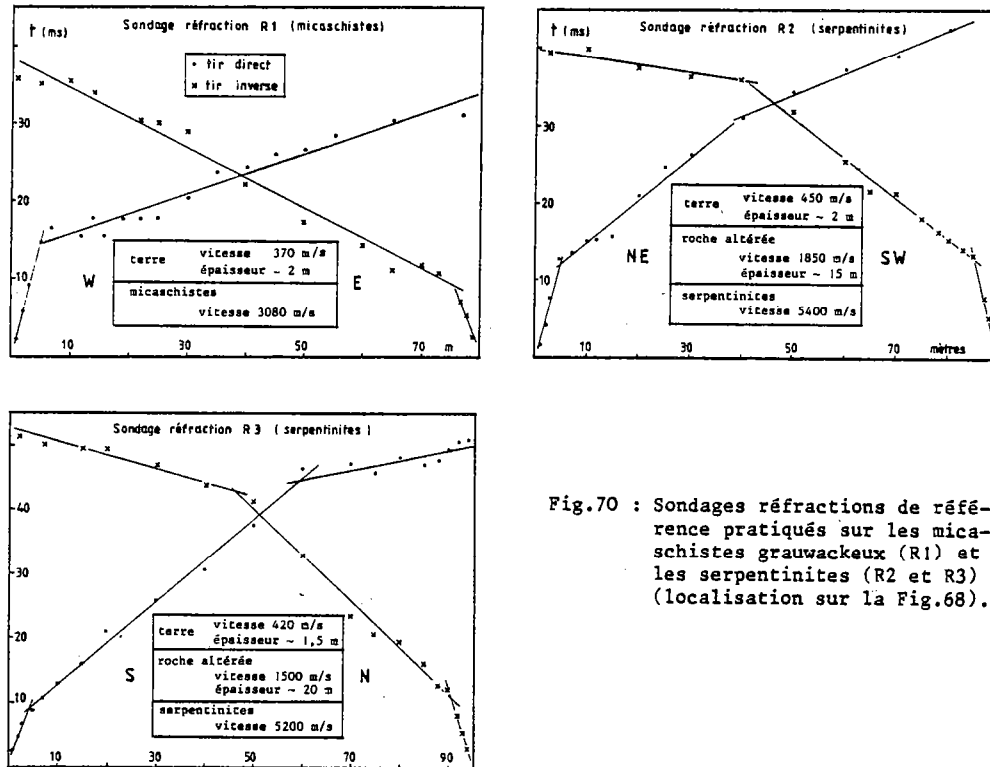 Sondage réfraction R1 (micaschistes)
t (ms)
• tir direct
× tir inverse
30
20
10
W
E
terre vitesse 370 m/s
épaisseur ~ 2 m
micaschistes
vitesse 3080 m/s
10 30 50 70 m
Sondage réfraction R2 (serpentinites)
t (ms)
30
20
10
NE
SW
terre vitesse 450 m/s
épaisseur ~ 2 m
roche altérée
vitesse 1850 m/s
épaisseur ~ 15 m
serpentinites
vitesse 5400 m/s
10 30 50 70 mètres
Sondage réfraction R3 (serpentinites)
40
30
20
10
S
N
terre vitesse 420 m/s
épaisseur ~ 1,5 m
roche altérée
vitesse 1500 m/s
épaisseur ~ 20 m
serpentinites
vitesse 5200 m/s
10 30 50 70 90
Fig.70 : Sondages réfractions de réfé-
rence pratiqués sur les mica-
schistes grauwackeux (R1) et
les serpentinites (R2 et R3)
(localisation sur la Fig.68).